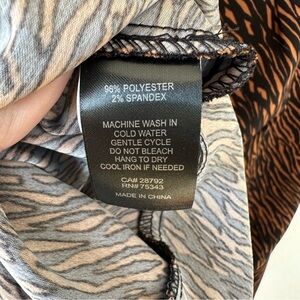 98% POLYESTER
2% SPANDEX
MACHINE WASH IN
COLD WATER
GENTLE CYCLE
DO NOT BLEACH
HANG TO DRY
COOL IRON IF NEEDED
CA# 28792
RN# 75343
MADE IN CHINA